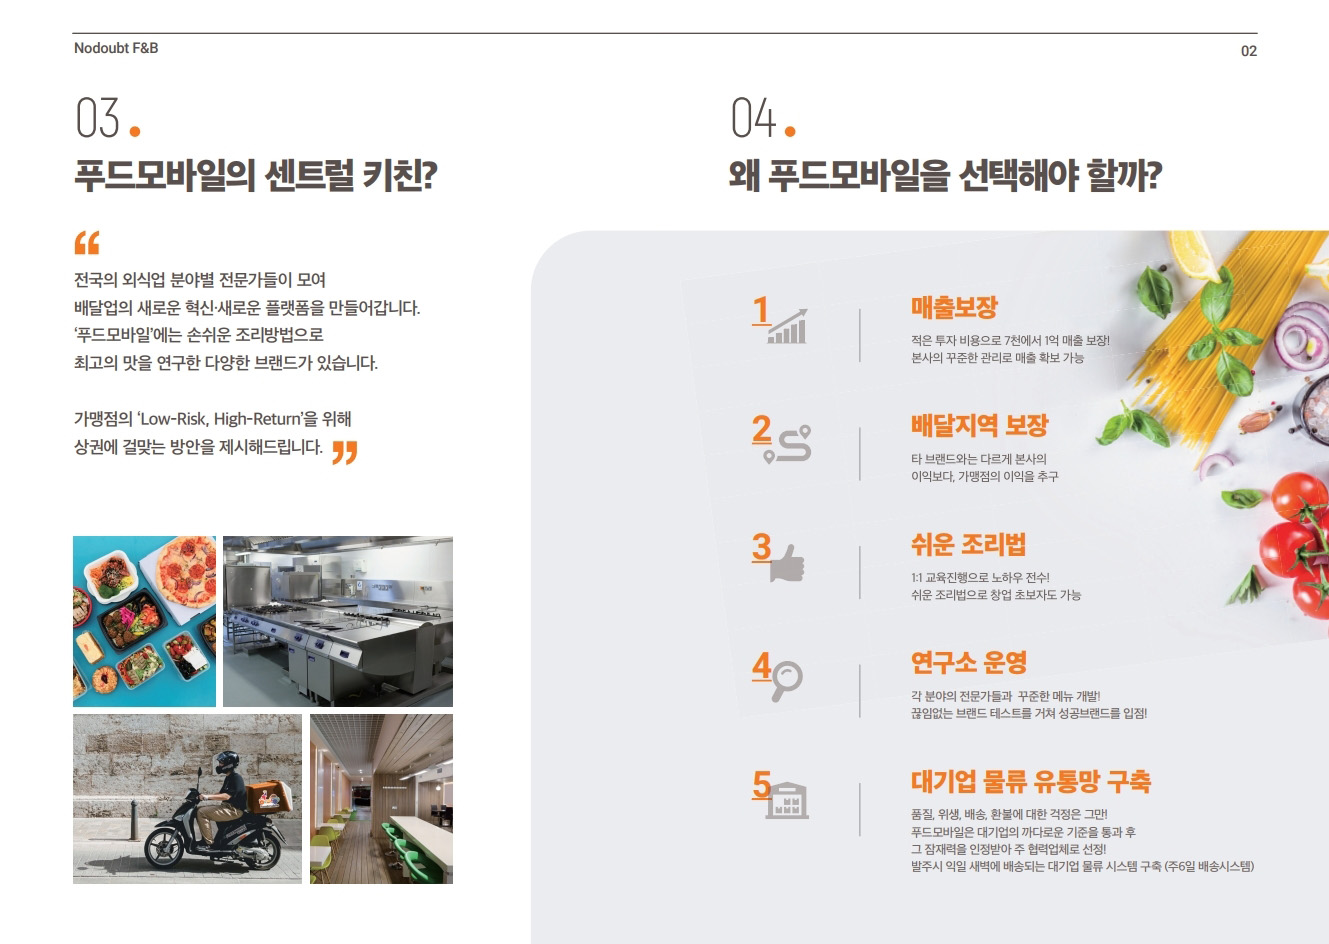 Nodoubt F&B
02
03.
푸드모바일의 센트럴 키친?
“
전국의 외식업 분야별 전문가들이 모여
배달업의 새로운 혁신·새로운 플랫폼을 만들어갑니다.
‘푸드모바일’에는 손쉬운 조리방법으로
최고의 맛을 연구한 다양한 브랜드가 있습니다.
가맹점의 ‘Low-Risk, High-Return’을 위해
상권에 걸맞는 방안을 제시해드립니다. ”
04.
왜 푸드모바일을 선택해야 할까?
1
매출보장
적은 투자 비용으로 7천에서 1억 매출 보장!
본사의 꾸준한 관리로 매출 확보 가능
2
배달지역 보장
타 브랜드와는 다르게 본사의
이익보다, 가맹점의 이익을 추구
3
쉬운 조리법
1:1 교육진행으로 노하우 전수!
쉬운 조리법으로 창업 초보자도 가능
4
연구소 운영
각 분야의 전문가들과 꾸준한 메뉴 개발!
끊임없는 브랜드 테스트를 거쳐 성공브랜드를 입점!
5
대기업 물류 유통망 구축
품질, 위생, 배송, 환불에 대한 걱정은 그만!
푸드모바일은 대기업의 까다로운 기준을 통과 후
그 잠재력을 인정받아 주 협력업체로 선정!
발주시 익일 새벽에 배송되는 대기업 물류 시스템 구축 (주6일 배송시스템)